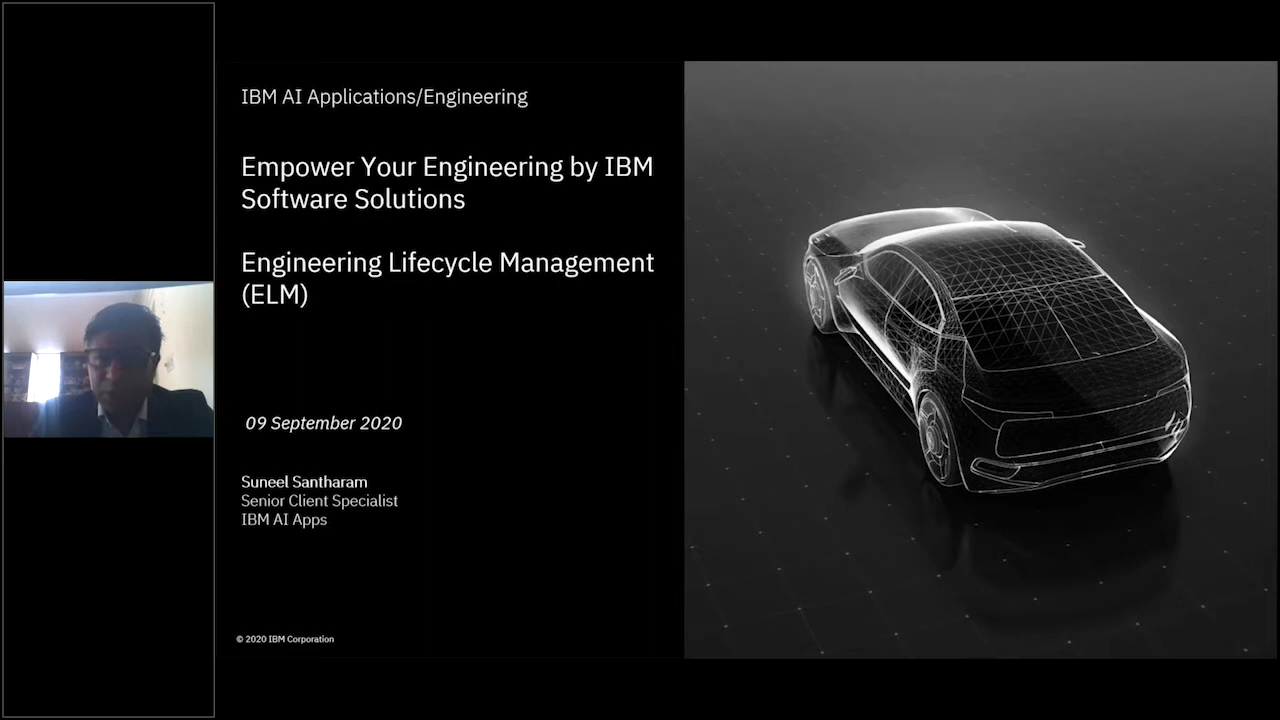 IBM AI Applications/Engineering
Empower Your Engineering by IBM
Software Solutions
Engineering Lifecycle Management
(ELM)
09 September 2020
Suneel Santharam
Senior Client Specialist
IBM AI Apps
© 2020 IBM Corporation